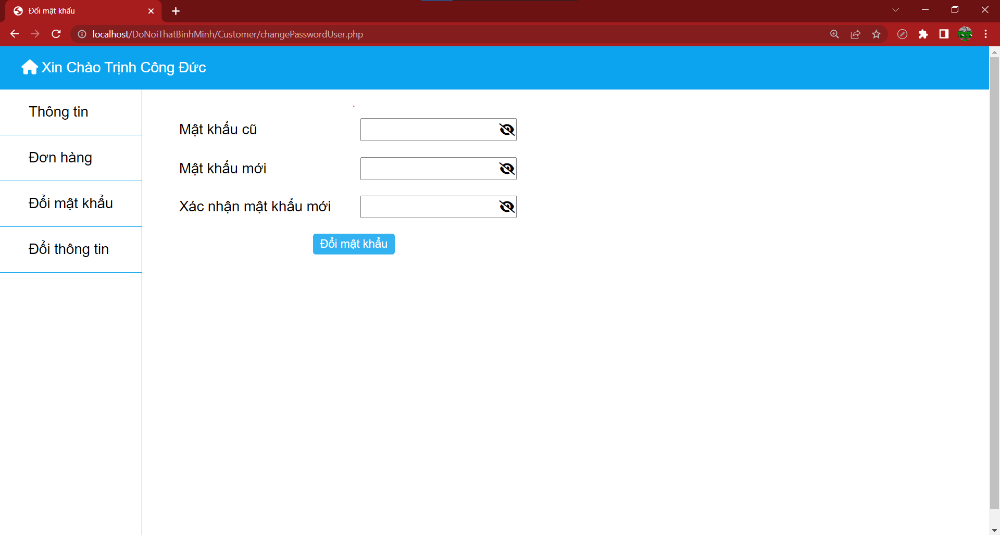 Đổi mật khẩu
localhost/DoNoiThatBinhMinh/Customer/changePasswordUser.php
Xin Chào Trịnh Công Đức
Thông tin
Đơn hàng
Đổi mật khẩu
Đổi thông tin
.
Mật khẩu cũ
Mật khẩu mới
Xác nhận mật khẩu mới
Đổi mật khẩu